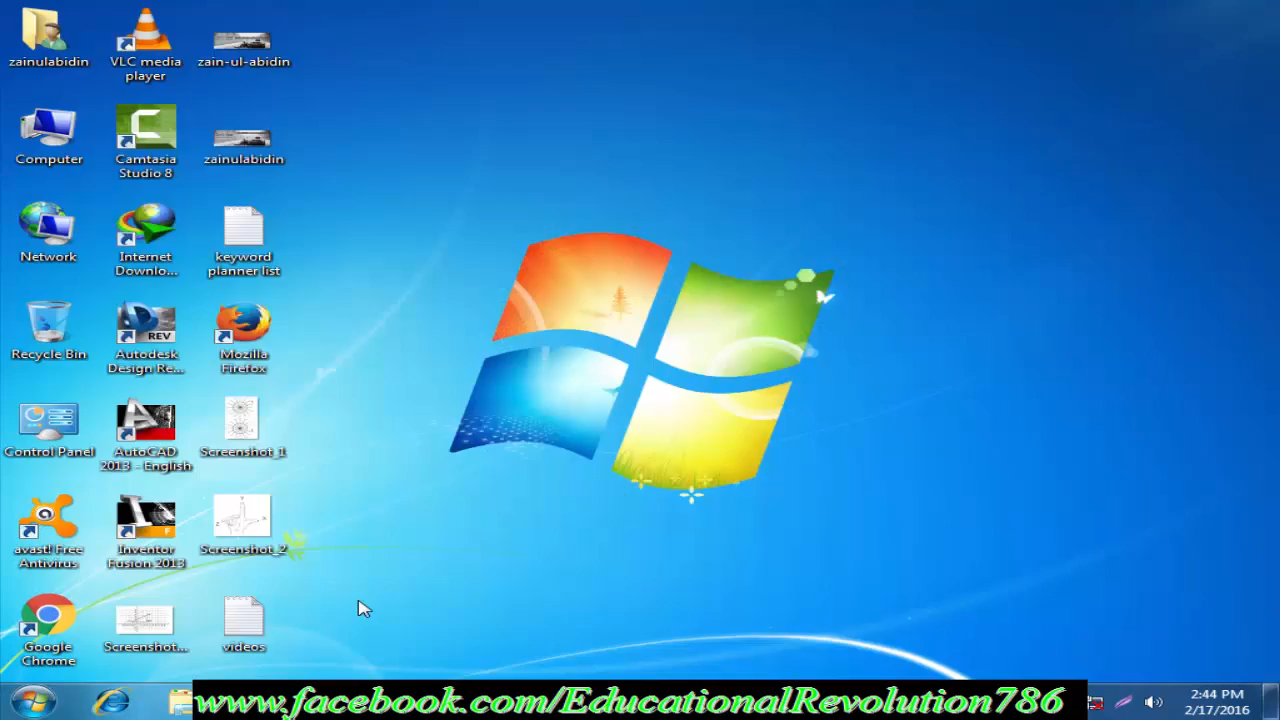 zainulabidin
VLC media
player
zain-ul-abidin
Computer
Camtasia
Studio 8
zainulabidin
Network
Internet
Downlo...
keyword
planner list
Recycle Bin
REV
Autodesk
Design Re...
Mozilla
Firefox
Control Panel
AutoCAD
2013 - English
Screenshot_1
avast! Free
Antivirus
Inventor
Fusion 2013
Screenshot_2
Google
Chrome
Screenshot...
videos
www.facebook.com/EducationalRevolution786
2:44 PM
2/17/2016